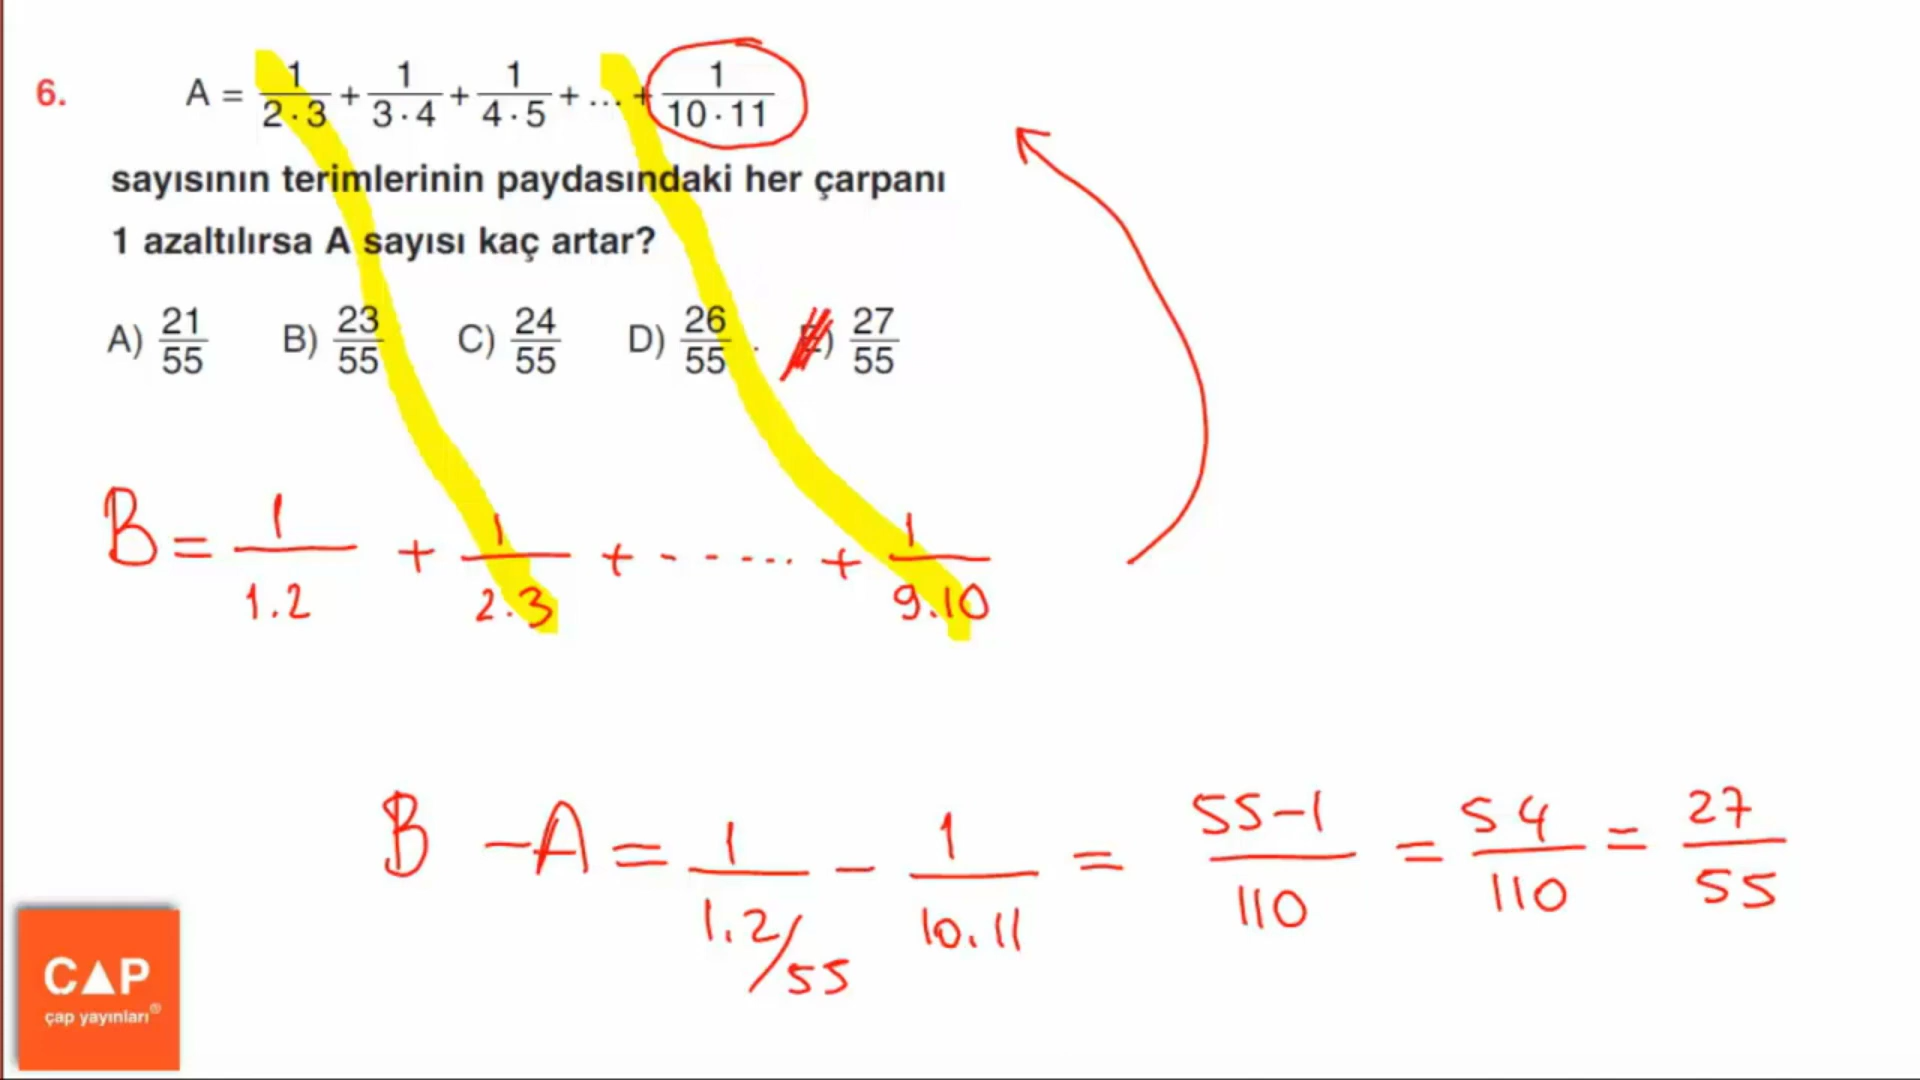 6. A = 1/(2·3) + 1/(3·4) + 1/(4·5) + ... + 1/(10·11)
sayısının terimlerinin paydasındaki her çarpanı
1 azaltılırsa A sayısı kaç artar?
A) 21/55 B) 23/55 C) 24/55 D) 26/55 E) 27/55
B = 1/(1.2) + 1/(2.3) + ------- + 1/(9.10)
B - A = 1/(1.2) /55 - 1/(10.11) = (55-1)/110 = 54/110 = 27/55
CAP
çap yayınları®